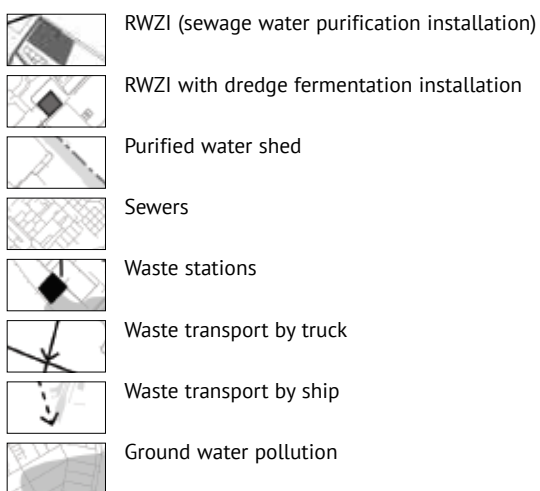 RWZI (sewage water purification installation)
RWZI with dredge fermentation installation
Purified water shed
Sewers
Waste stations
Waste transport by truck
Waste transport by ship
Ground water pollution